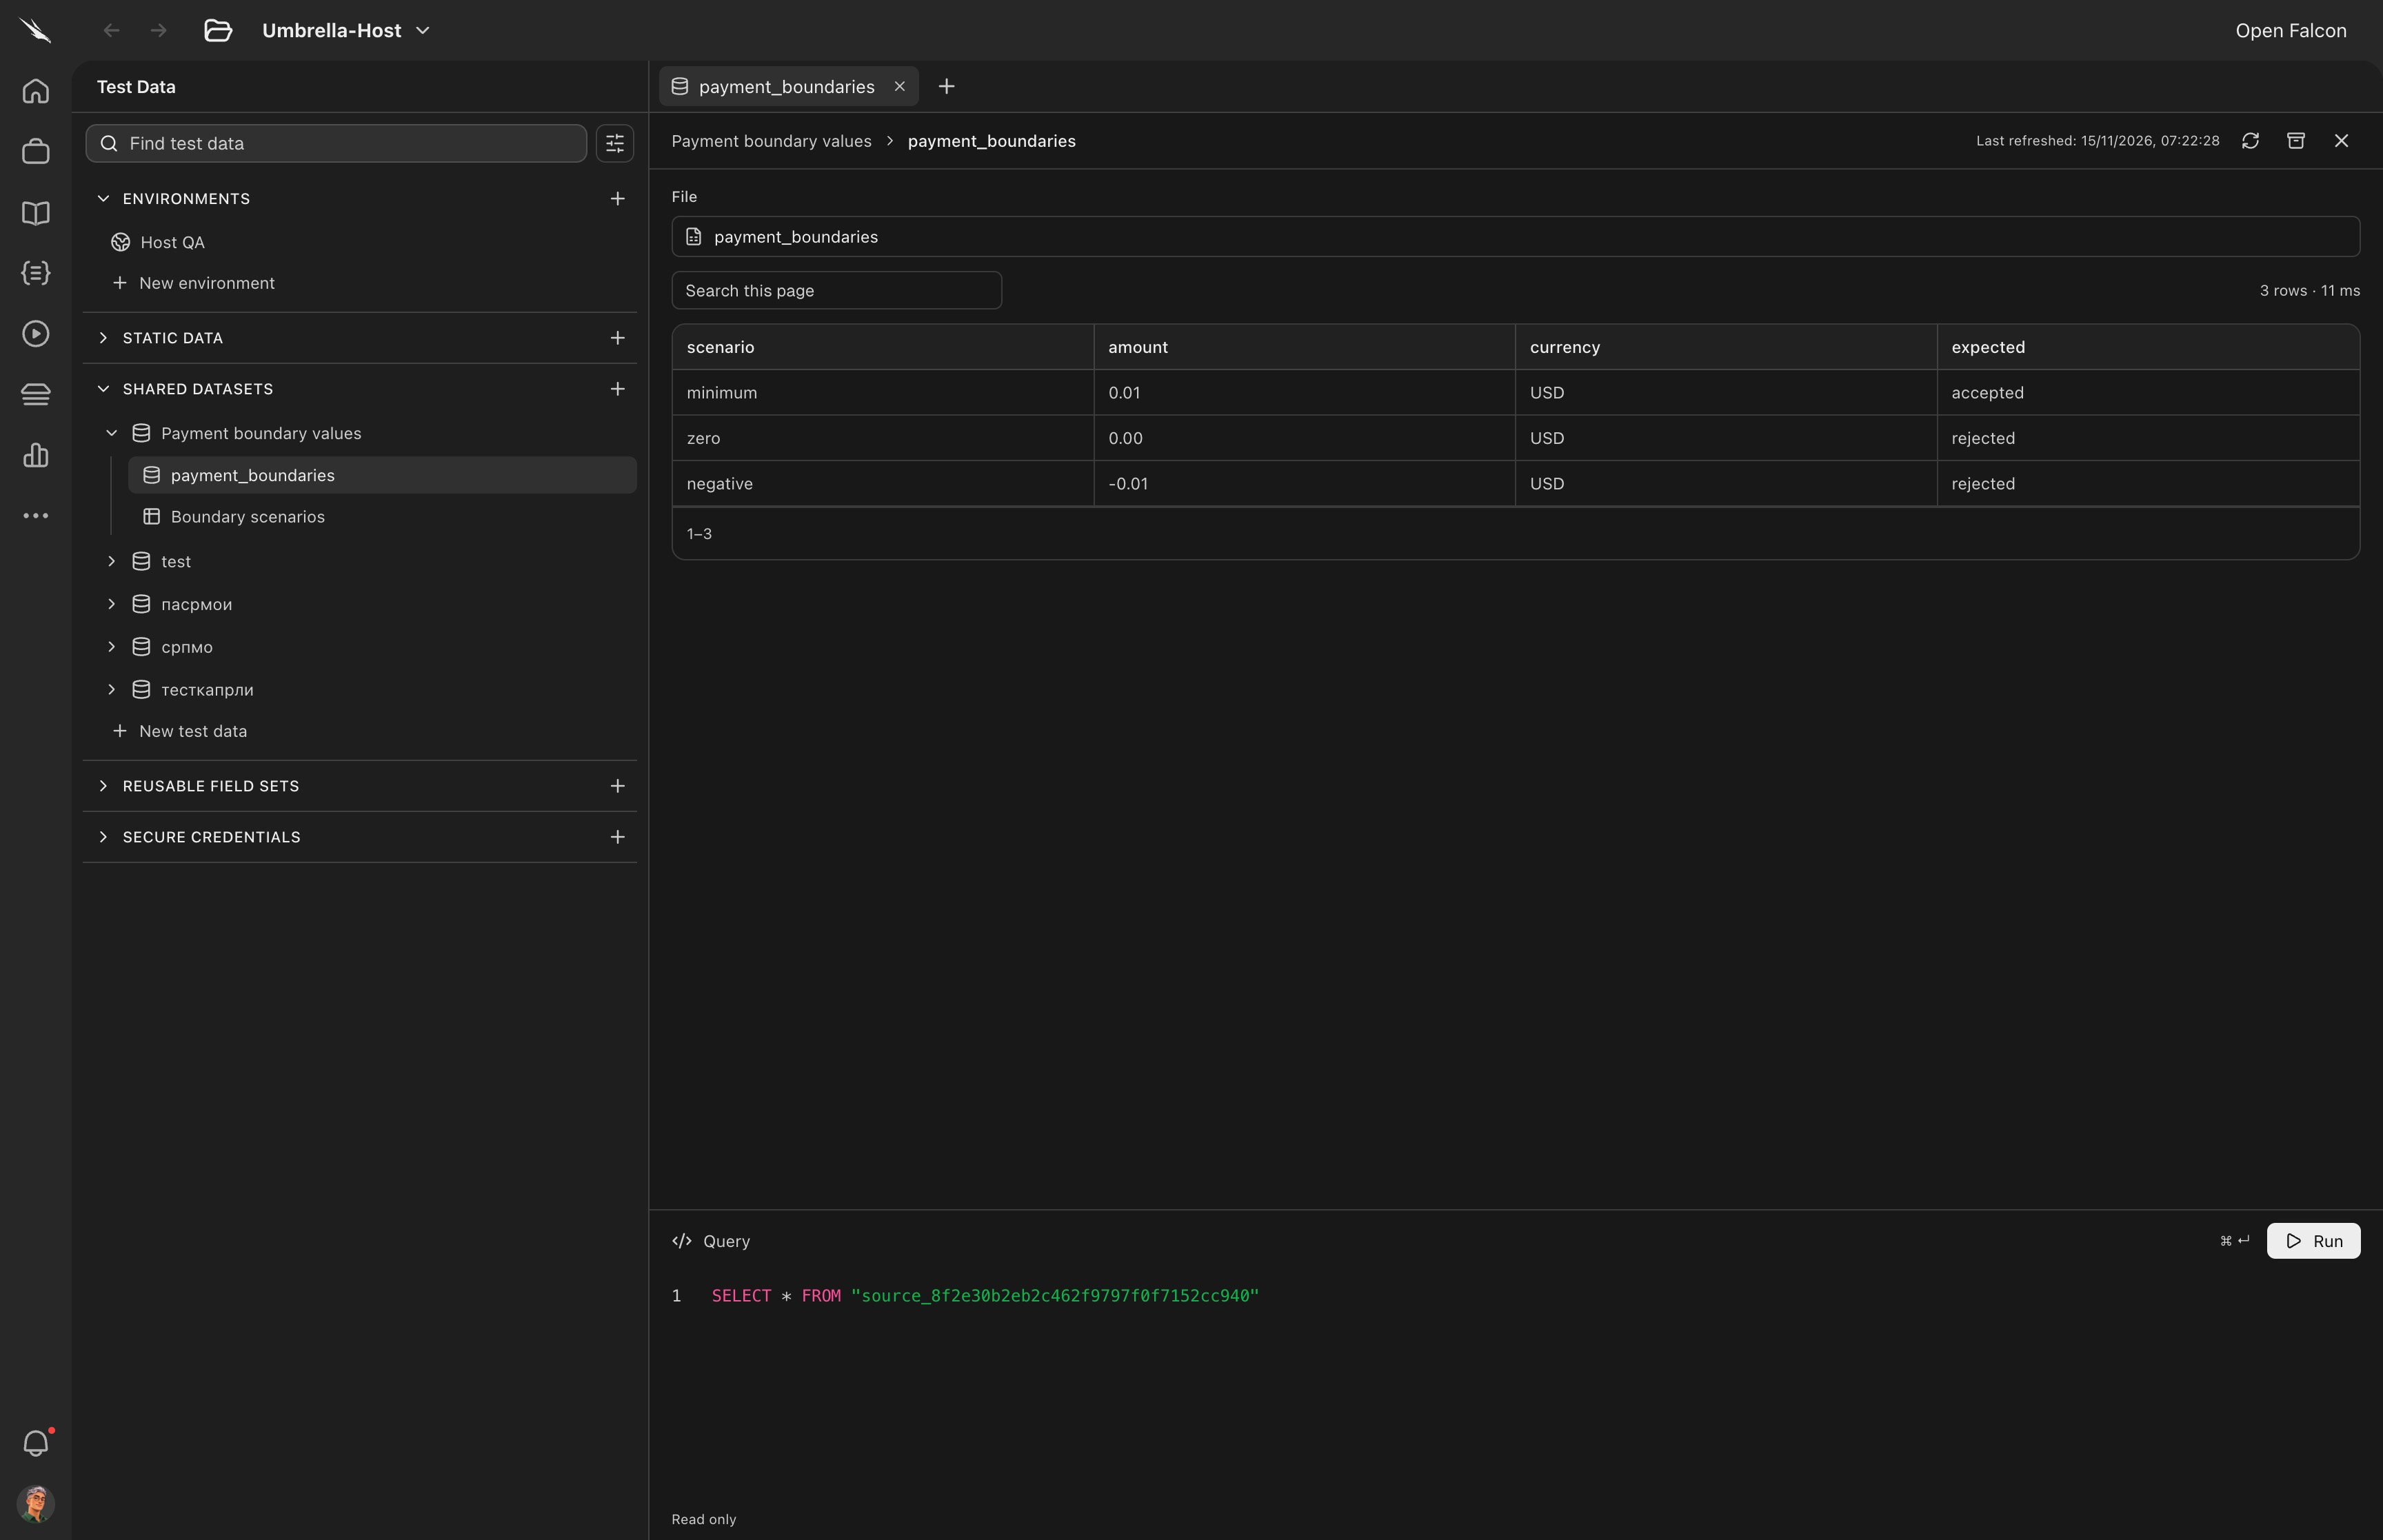 Umbrella-Host
Open Falcon
Test Data
Find test data
ENVIRONMENTS
Host QA
New environment
STATIC DATA
SHARED DATASETS
Payment boundary values
payment_boundaries
Boundary scenarios
test
пасрмои
српмо
тесткапрли
New test data
REUSABLE FIELD SETS
SECURE CREDENTIALS
payment_boundaries
Payment boundary values > payment_boundaries
Last refreshed: 15/11/2026, 07:22:28
File
payment_boundaries
Search this page
3 rows · 11 ms
scenario amount currency expected
minimum 0.01 USD accepted
zero 0.00 USD rejected
negative -0.01 USD rejected
1–3
</> Query
⌘ ↵ Run
1 SELECT * FROM "source_8f2e30b2eb2c462f9797f0f7152cc940"
Read only